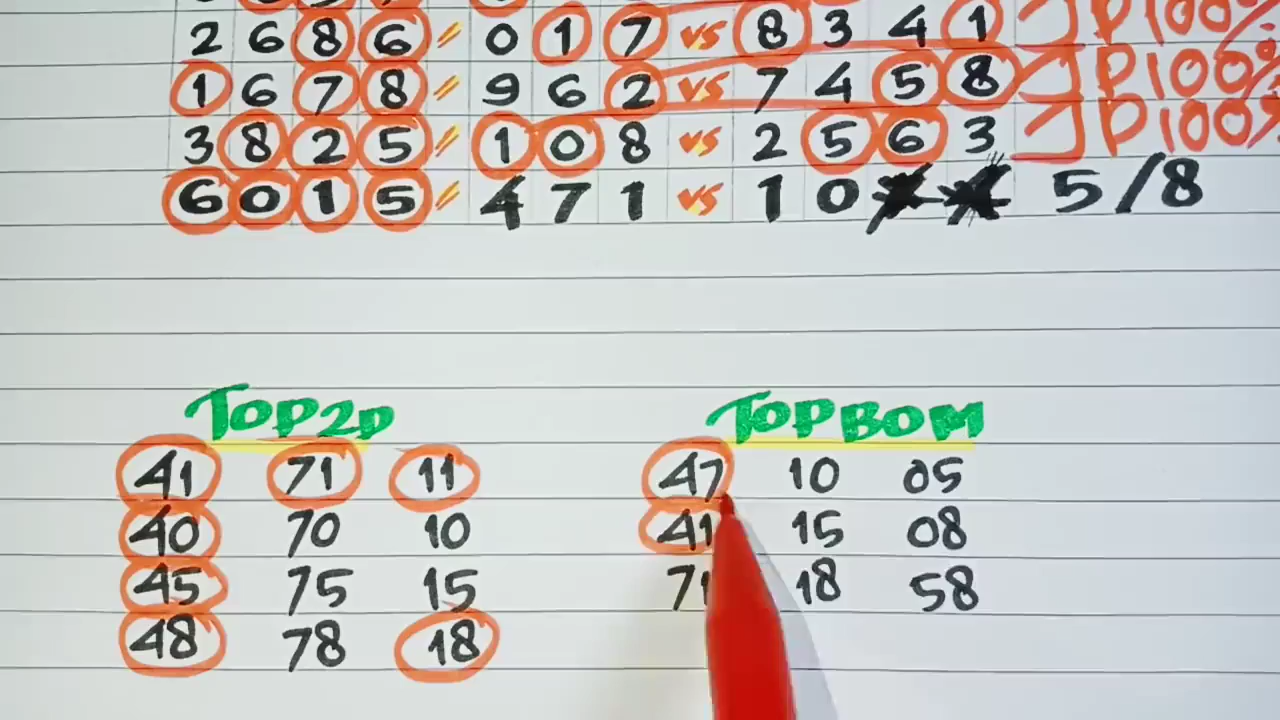 2 6 8 6 // 0 1 7 vs 8 3 4 1 P100%
1 6 7 8 // 9 6 2 vs 7 4 5 8 P100%
3 8 2 5 // 1 0 8 vs 2 5 6 3 P100%
6 0 1 5 // 4 7 1 vs 1 0 5/8
TOP2D TOPBOM
41 71 11 47 10 05
40 70 10 41 15 08
45 75 15 71 18 58
48 78 18